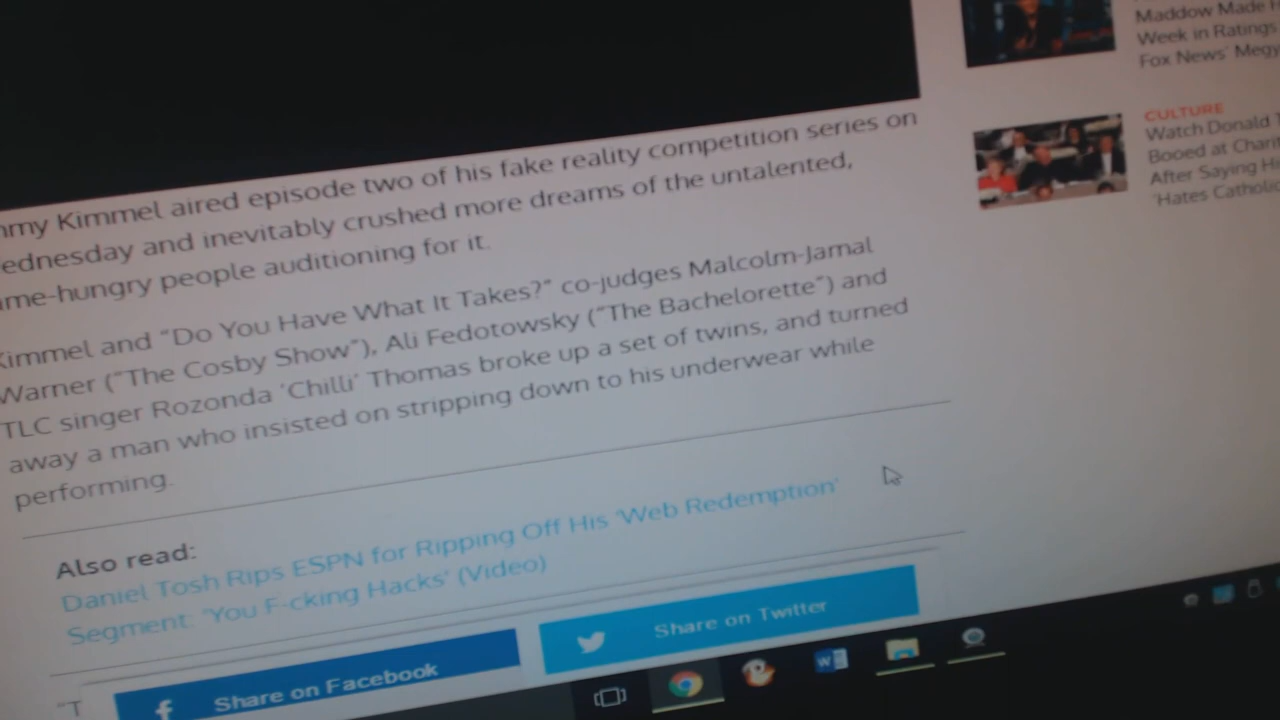 mmy Kimmel aired episode two of his fake reality competition series on
ednesday and inevitably crushed more dreams of the untalented,
ame-hungry people auditioning for it.
Kimmel and "Do You Have What It Takes?" co-judges Malcolm-Jamal
Warner ("The Cosby Show"), Ali Fedotowsky ("The Bachelorette") and
TLC singer Rozonda 'Chilli' Thomas broke up a set of twins, and turned
away a man who insisted on stripping down to his underwear while
performing.
Also read:
Daniel Tosh Rips ESPN for Ripping Off His 'Web Redemption'
Segment: 'You F-cking Hacks' (Video)
"T
f Share on Facebook
Share on Twitter
Maddow Made H
Week in Ratings
Fox News' Megy
CULTURE
Watch Donald T
Booed at Charit
After Saying H
'Hates Catholic
W